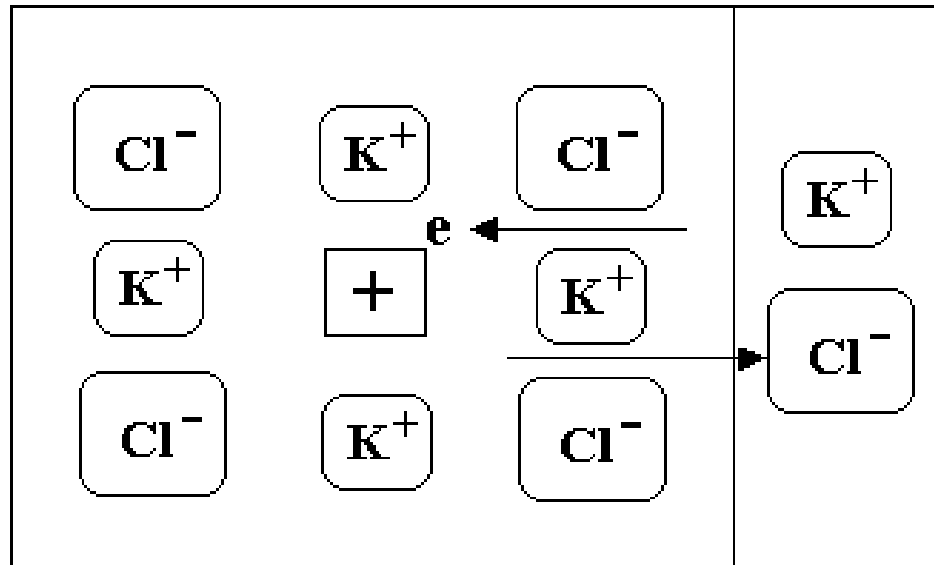 Cl⁻ K⁺ Cl⁻
K⁺
e
K⁺ + K⁺
Cl⁻
Cl⁻ K⁺ Cl⁻